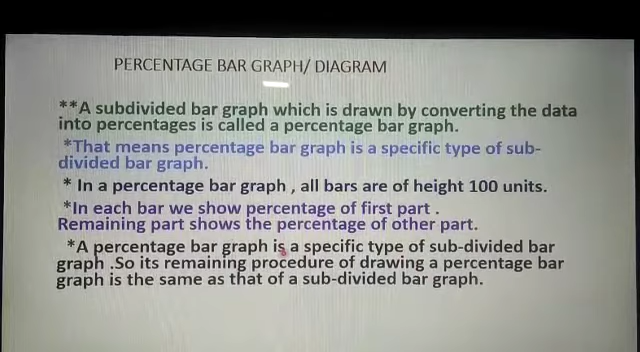 PERCENTAGE BAR GRAPH/ DIAGRAM
**A subdivided bar graph which is drawn by converting the data
into percentages is called a percentage bar graph.
*That means percentage bar graph is a specific type of sub-
divided bar graph.
* In a percentage bar graph , all bars are of height 100 units.
*In each bar we show percentage of first part .
Remaining part shows the percentage of other part.
*A percentage bar graph is a specific type of sub-divided bar
graph .So its remaining procedure of drawing a percentage bar
graph is the same as that of a sub-divided bar graph.